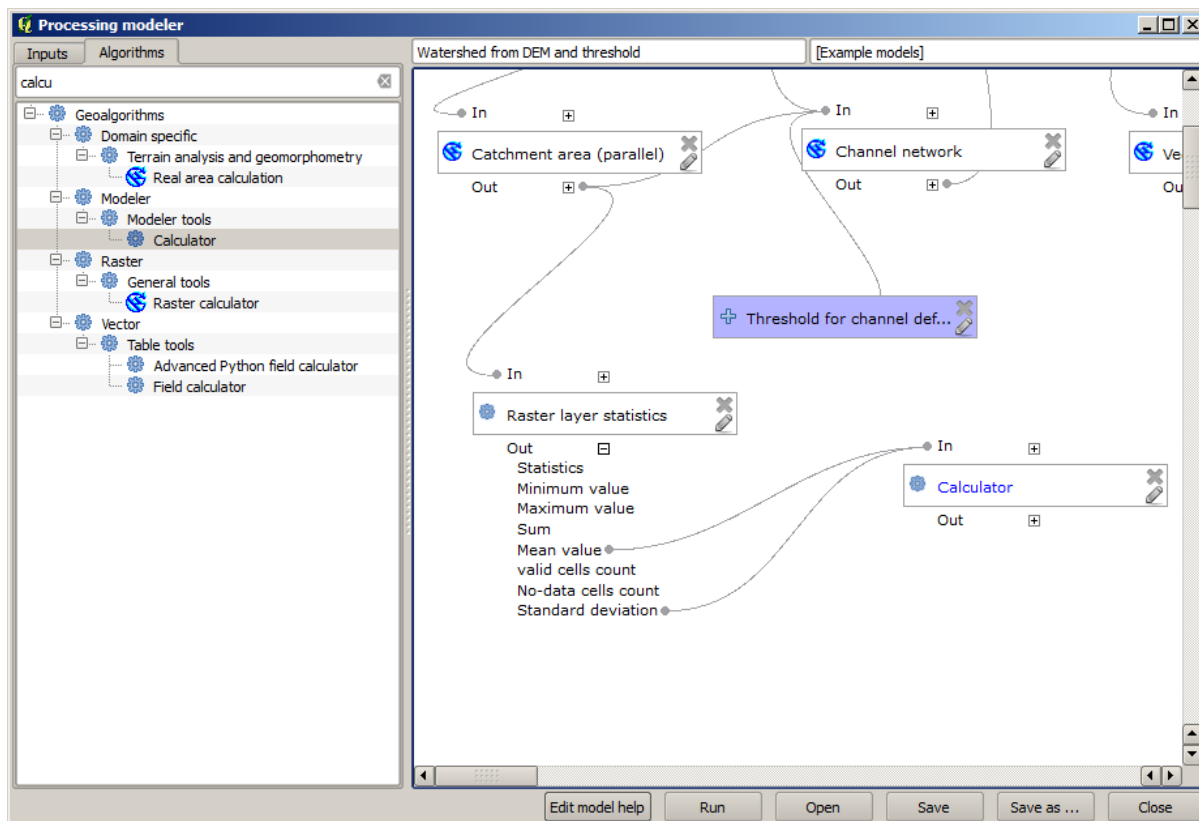 Processing modeler
Inputs
Algorithms
Watershed from DEM and threshold
[Example models]
calcu
Geoalgorithms
Domain specific
Terrain analysis and geomorphometry
Real area calculation
Modeler
Modeler tools
Calculator
Raster
General tools
Raster calculator
Vector
Table tools
Advanced Python field calculator
Field calculator
In
Catchment area (parallel)
Out
In
Channel network
Out
In
Ve
Ou
Threshold for channel def...
In
Raster layer statistics
Out
Statistics
Minimum value
Maximum value
Sum
Mean value
valid cells count
No-data cells count
Standard deviation
In
Calculator
Out
Edit model help
Run
Open
Save
Save as ...
Close